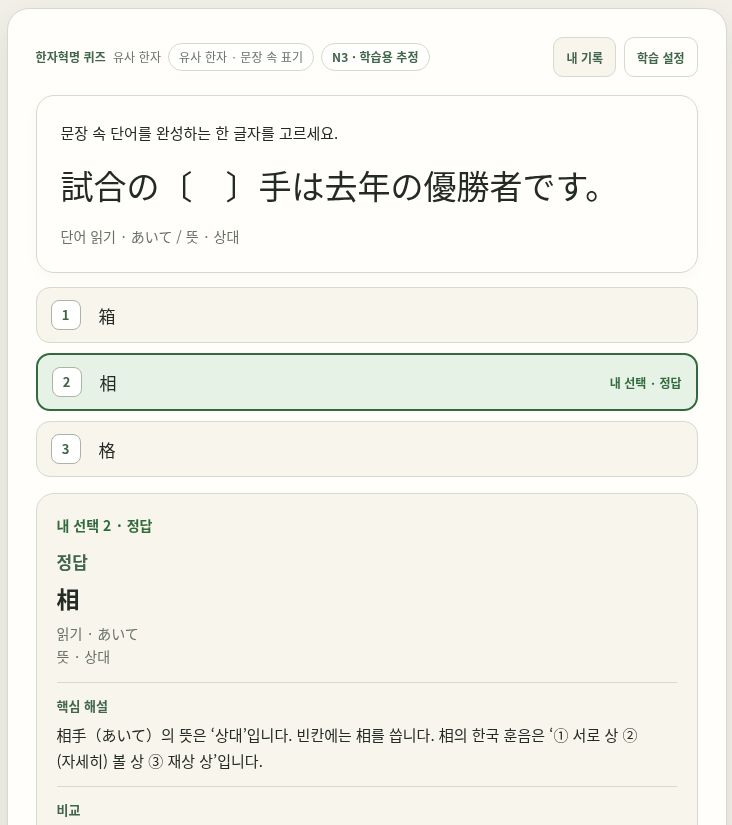 한자혁명 퀴즈 유사 한자 유사 한자 · 문장 속 표기 N3 · 학습용 추정 내 기록 학습 설정
문장 속 단어를 완성하는 한 글자를 고르세요.
試合の〔　〕手は去年の優勝者です。
단어 읽기 · あいて / 뜻 · 상대
1 箱
2 相 내 선택 · 정답
3 格
내 선택 2 · 정답
정답
相
읽기 · あいて
뜻 · 상대
핵심 해설
相手（あいて）의 뜻은 ‘상대’입니다. 빈칸에는 相를 씁니다. 相의 한국 훈음은 ‘① 서로 상 ②
(자세히) 볼 상 ③ 재상 상’입니다.
비교